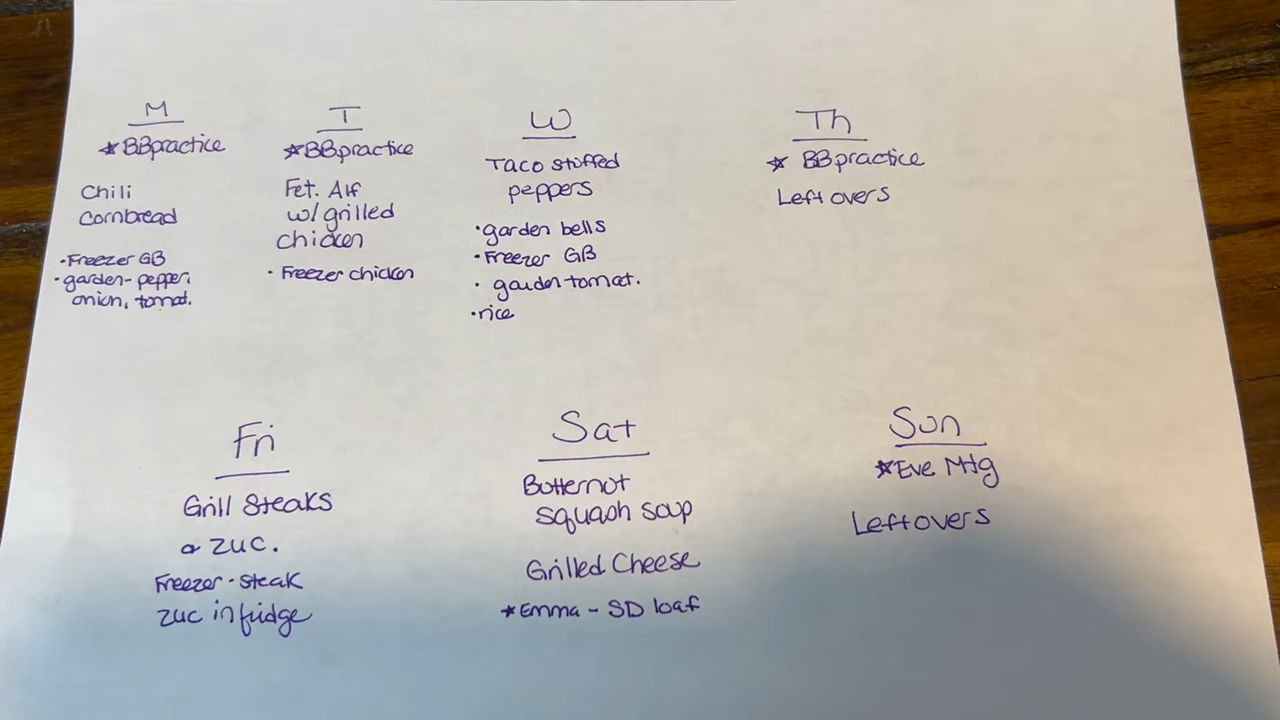 M
★BBpractice
Chili
Cornbread
•Freezer GB
•garden-pepper,
onion, tomat.
T
★BBpractice
Fet. Alf
w/grilled
chicken
• Freezer chicken
W
Taco stuffed
peppers
•garden bells
•Freezer GB
• garden tomat.
•rice
Th
★ BBpractice
Leftovers
Fri
Grill Steaks
& zuc.
Freezer-steak
zuc in fridge
Sat
Butternut
squash soup
Grilled Cheese
★Emma - SD loaf
Sun
★Eve Mtg
Leftovers